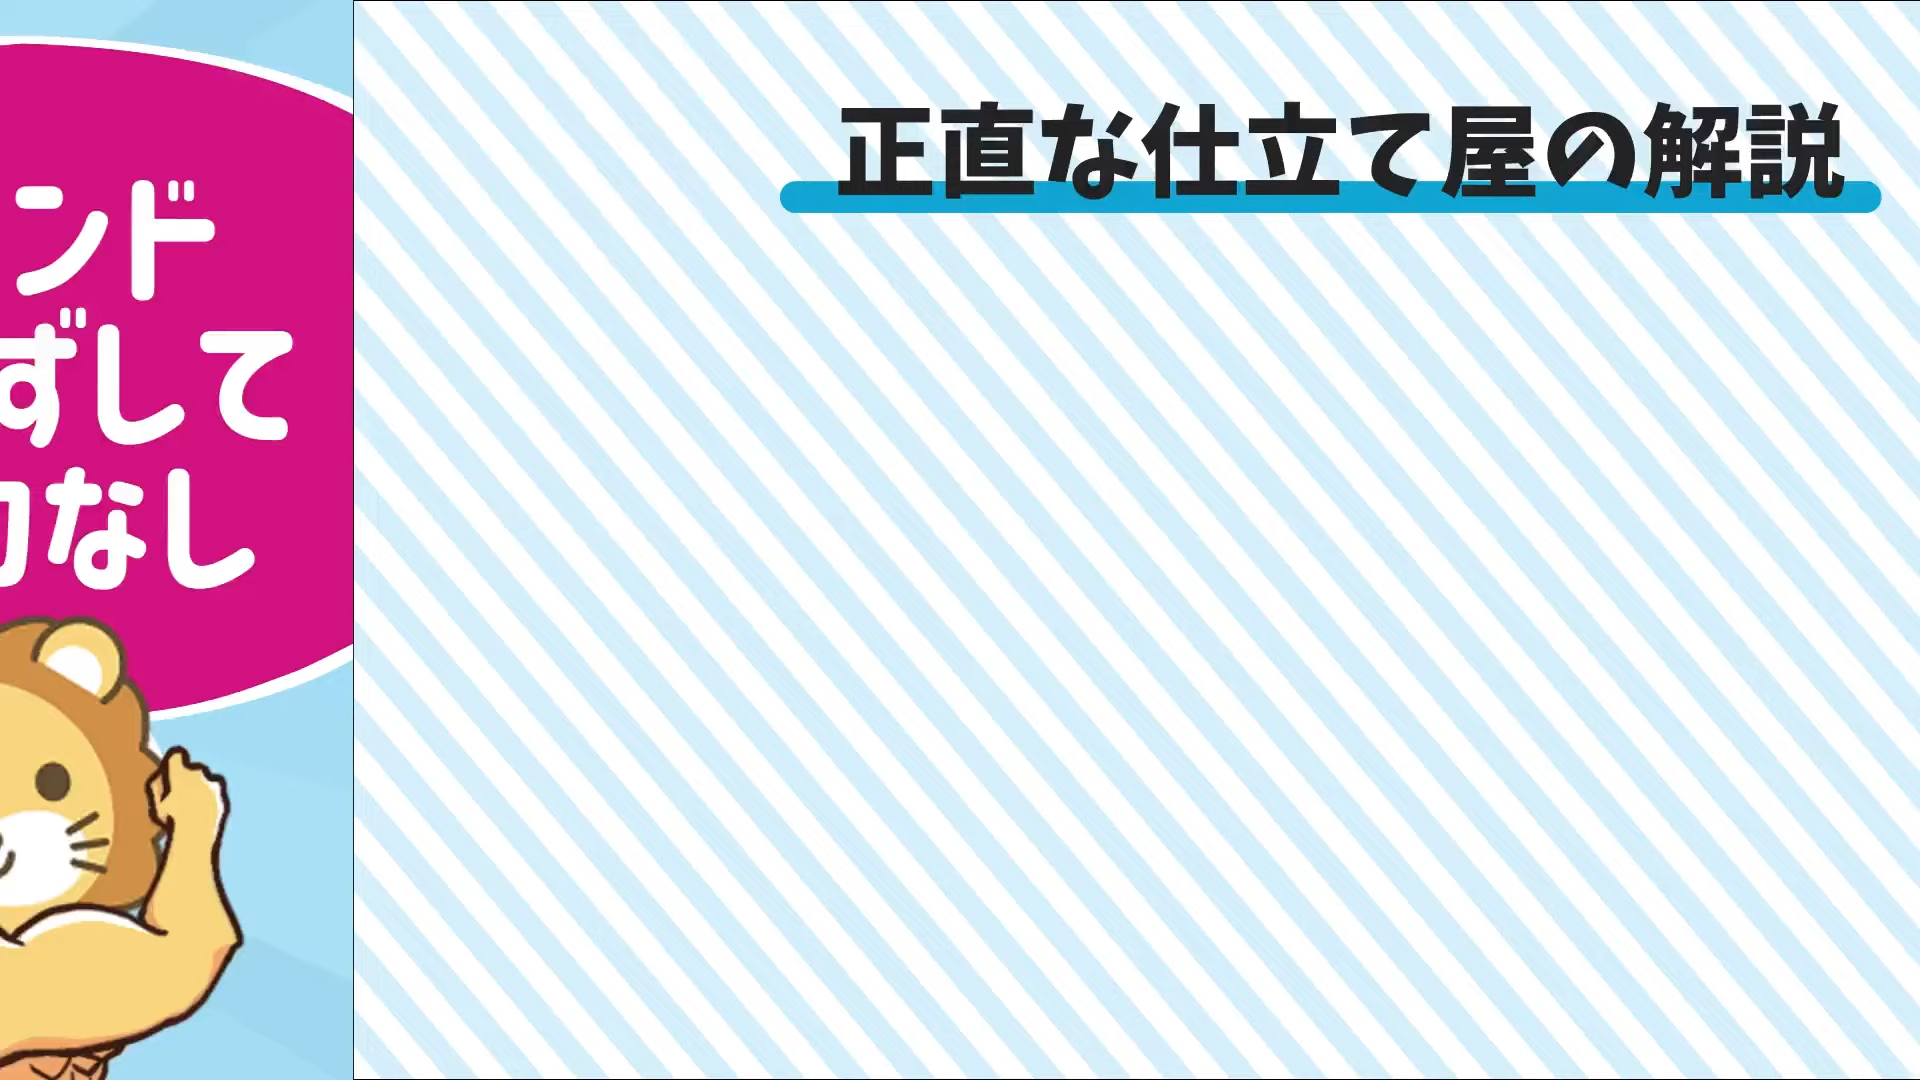 正直な仕立て屋の解説
ンド
ずして
なし